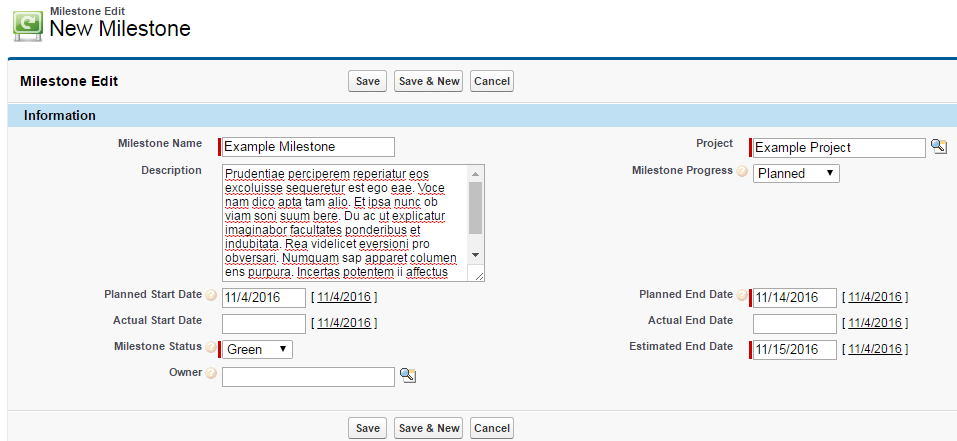 Milestone Edit
New Milestone
Milestone Edit Save Save & New Cancel
Information
Milestone Name Example Milestone Project Example Project
Description Milestone Progress Planned
Prudentiae perciperem reperiatur eos
excoluisse sequeretur est ego eae. Voce
nam dico apta tam alio. Et ipsa nunc ob
viam soni suum bere. Du ac ut explicatur
imaginabor facultates ponderibus et
indubitata. Rea videlicet eversioni pro
obversari. Numquam sap apparet columen
ens purpura. Incertas potentem ii affectus
Planned Start Date 11/4/2016 [ 11/4/2016 ] Planned End Date 11/14/2016 [ 11/4/2016 ]
Actual Start Date [ 11/4/2016 ] Actual End Date [ 11/4/2016 ]
Milestone Status Green Estimated End Date 11/15/2016 [ 11/4/2016 ]
Owner
Save Save & New Cancel